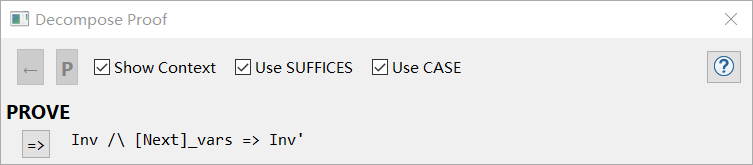 Decompose Proof
← P Show Context Use SUFFICES Use CASE ?
PROVE
=> Inv /\ [Next]_vars => Inv'